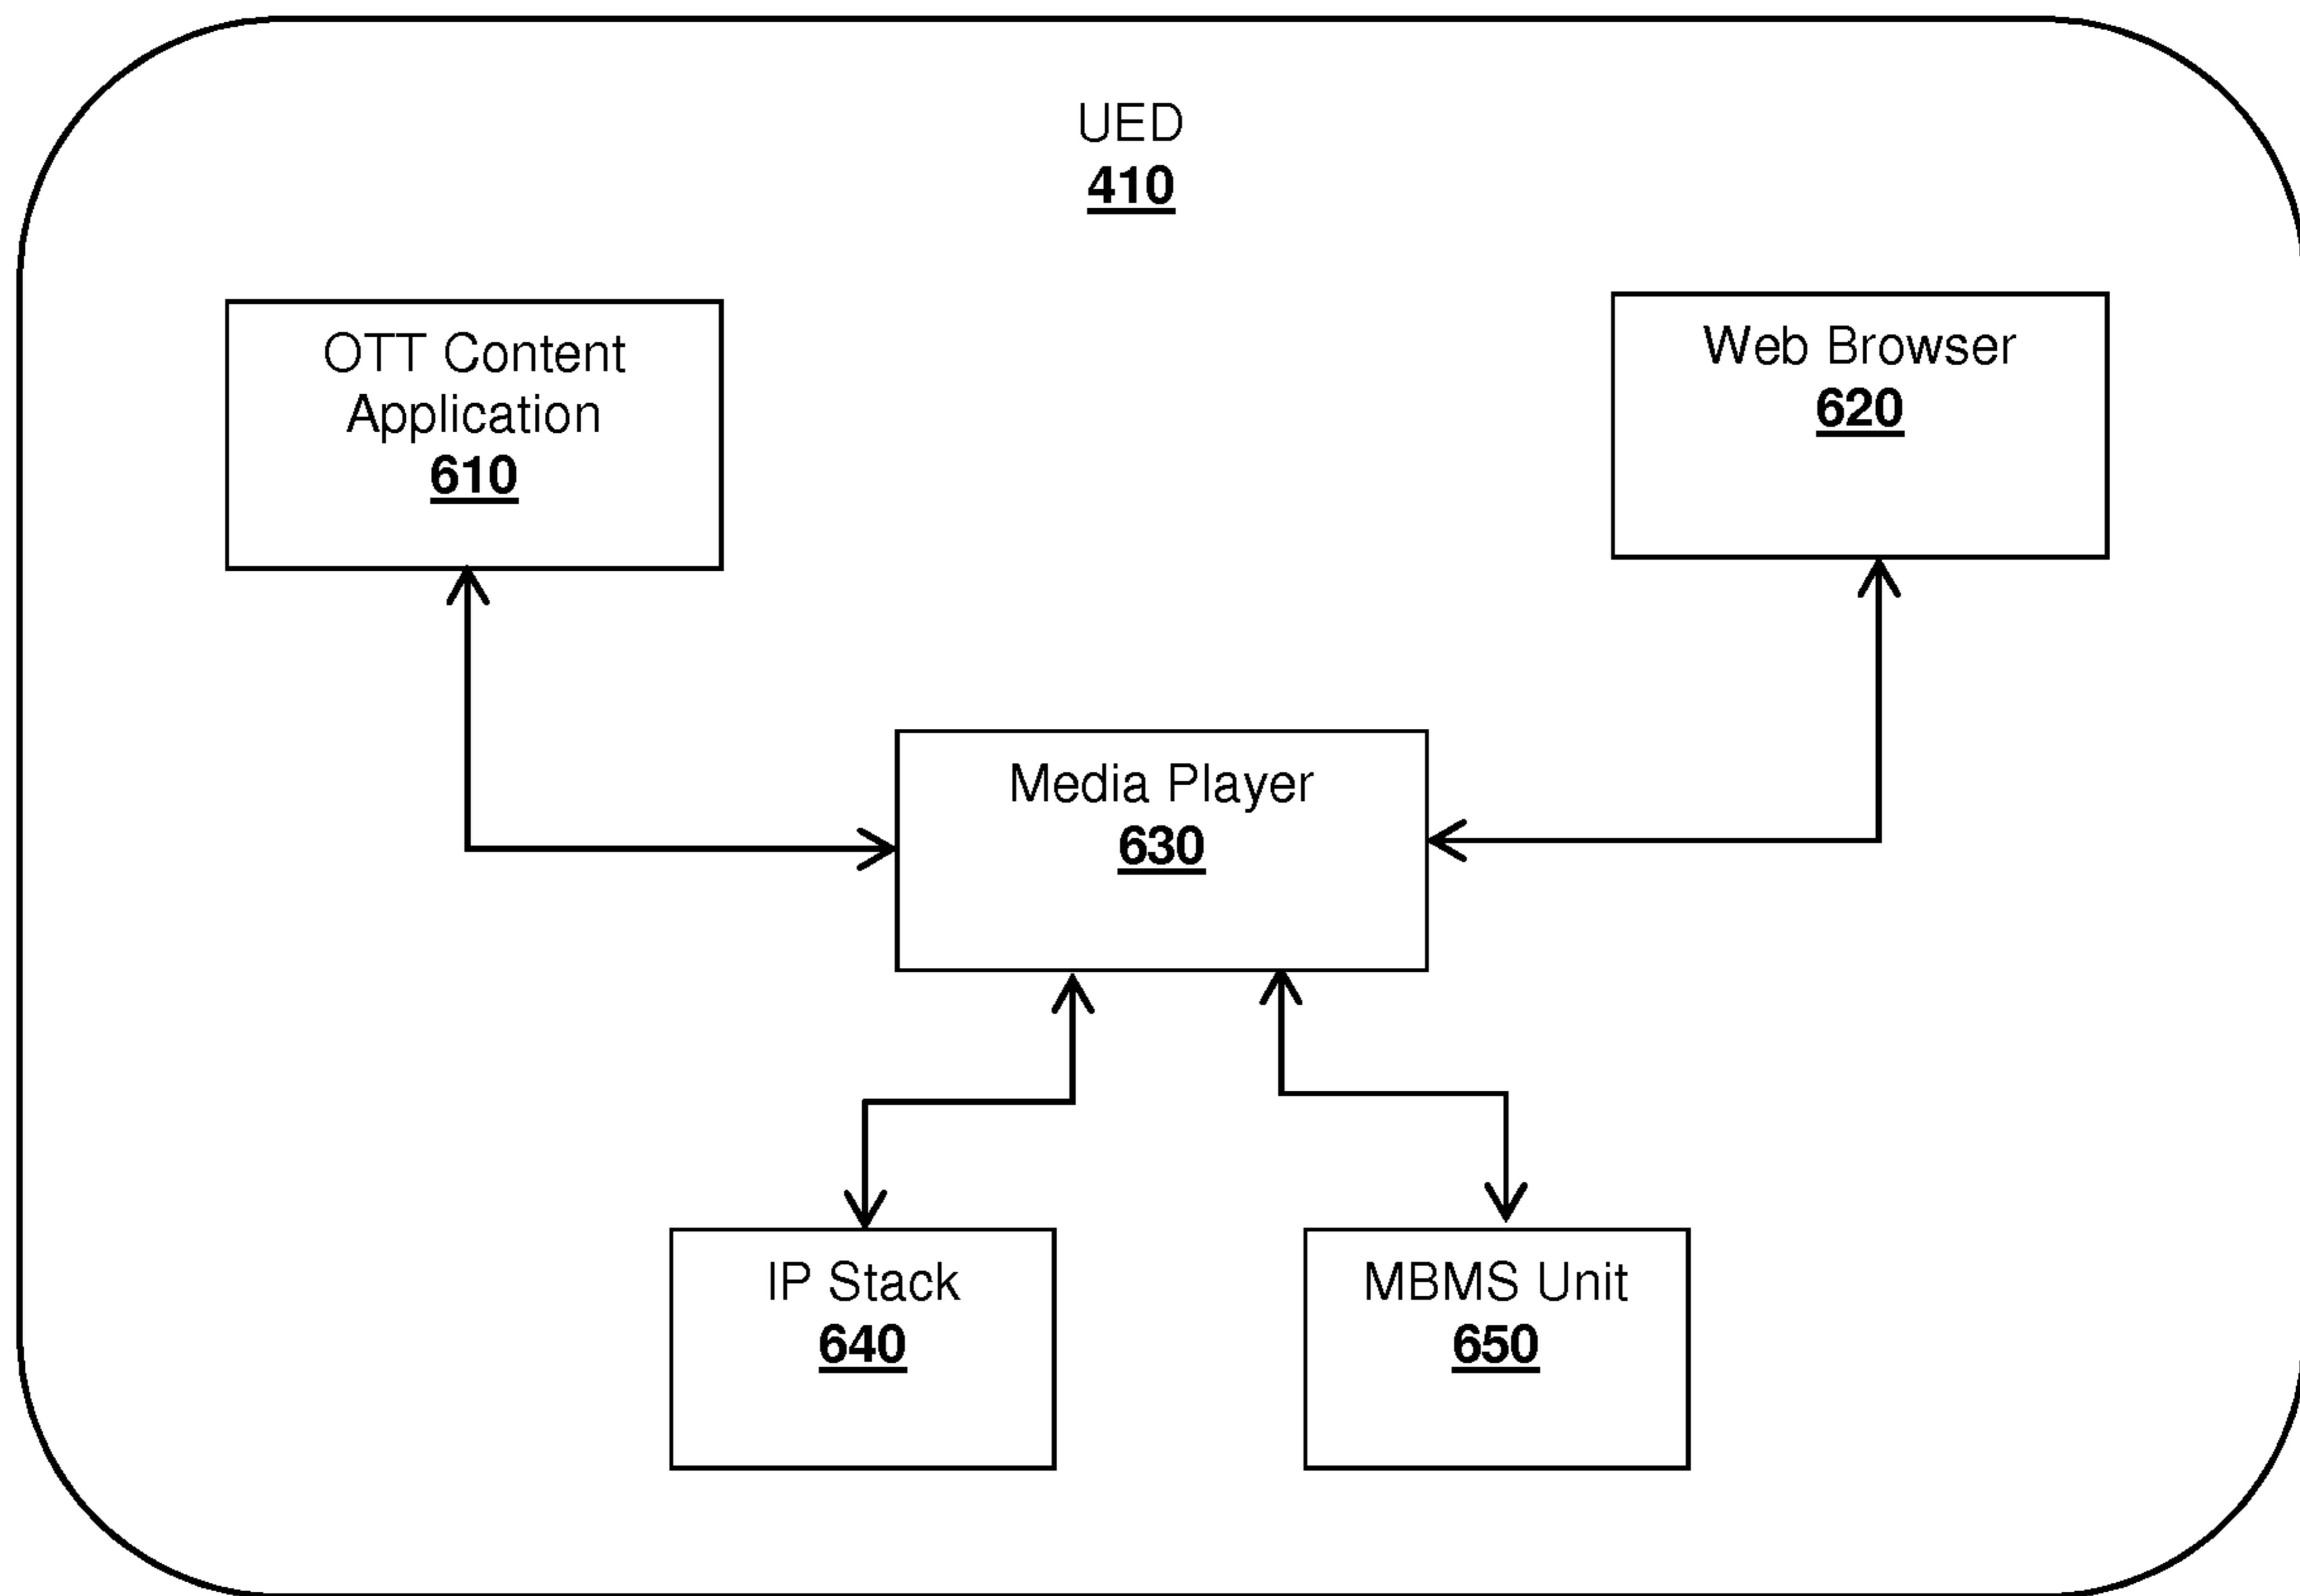 UED
410
OTT Content
Application
610
Web Browser
620
Media Player
630
IP Stack
640
MBMS Unit
650